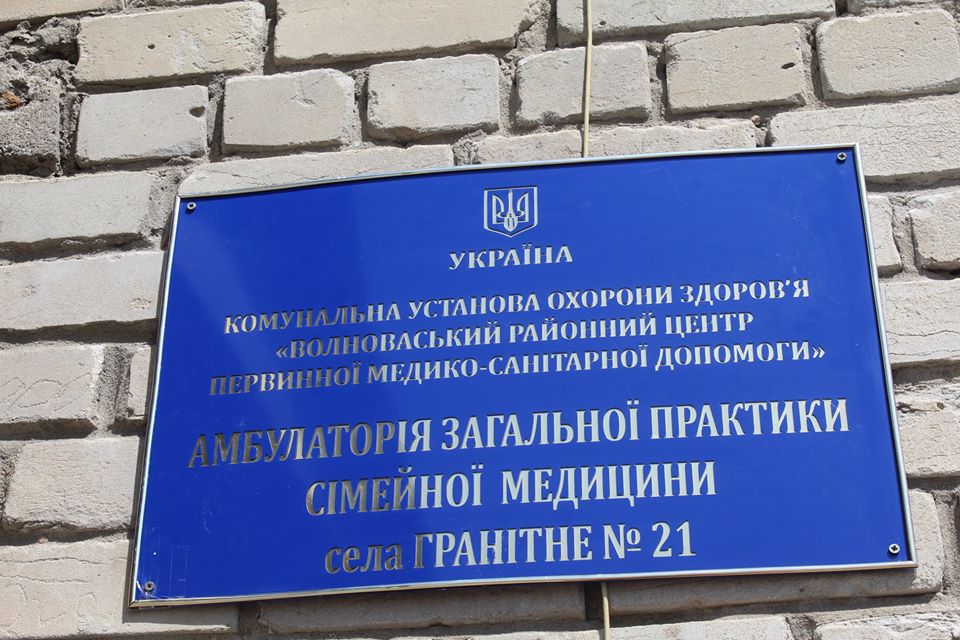 УКРАЇНА
КОМУНАЛЬНА УСТАНОВА ОХОРОНИ ЗДОРОВ'Я
«ВОЛНОВАСЬКИЙ РАЙОННИЙ ЦЕНТР
ПЕРВИННОЇ МЕДИКО-САНІТАРНОЇ ДОПОМОГИ»
АМБУЛАТОРІЯ ЗАГАЛЬНОЇ ПРАКТИКИ
СІМЕЙНОЇ МЕДИЦИНИ
села ГРАНІТНЕ № 21